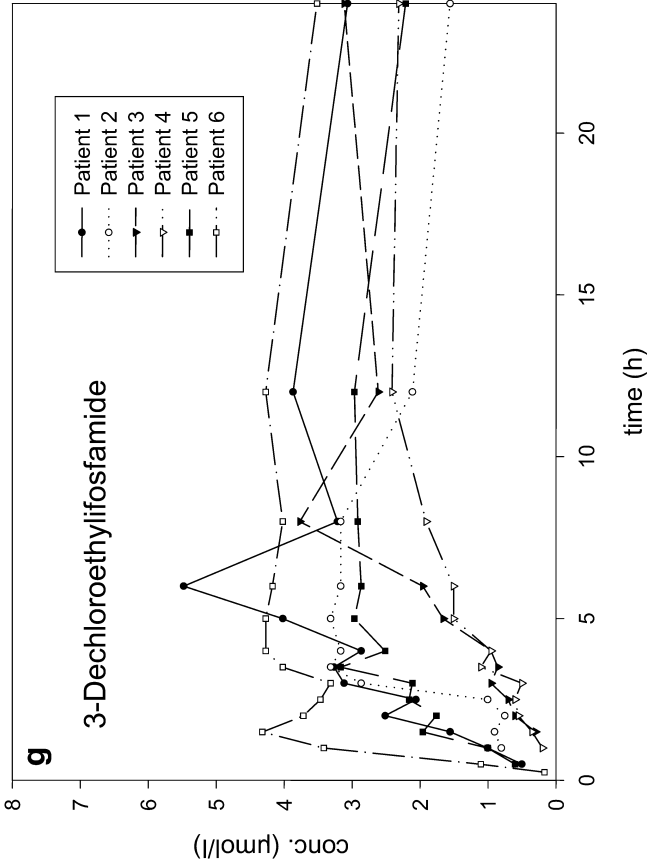 g
3-Dechloroethylifosfamide
Patient 1
Patient 2
Patient 3
Patient 4
Patient 5
Patient 6
conc. (µmol/l)
8
7
6
5
4
3
2
1
0
0
5
10
15
20
time (h)